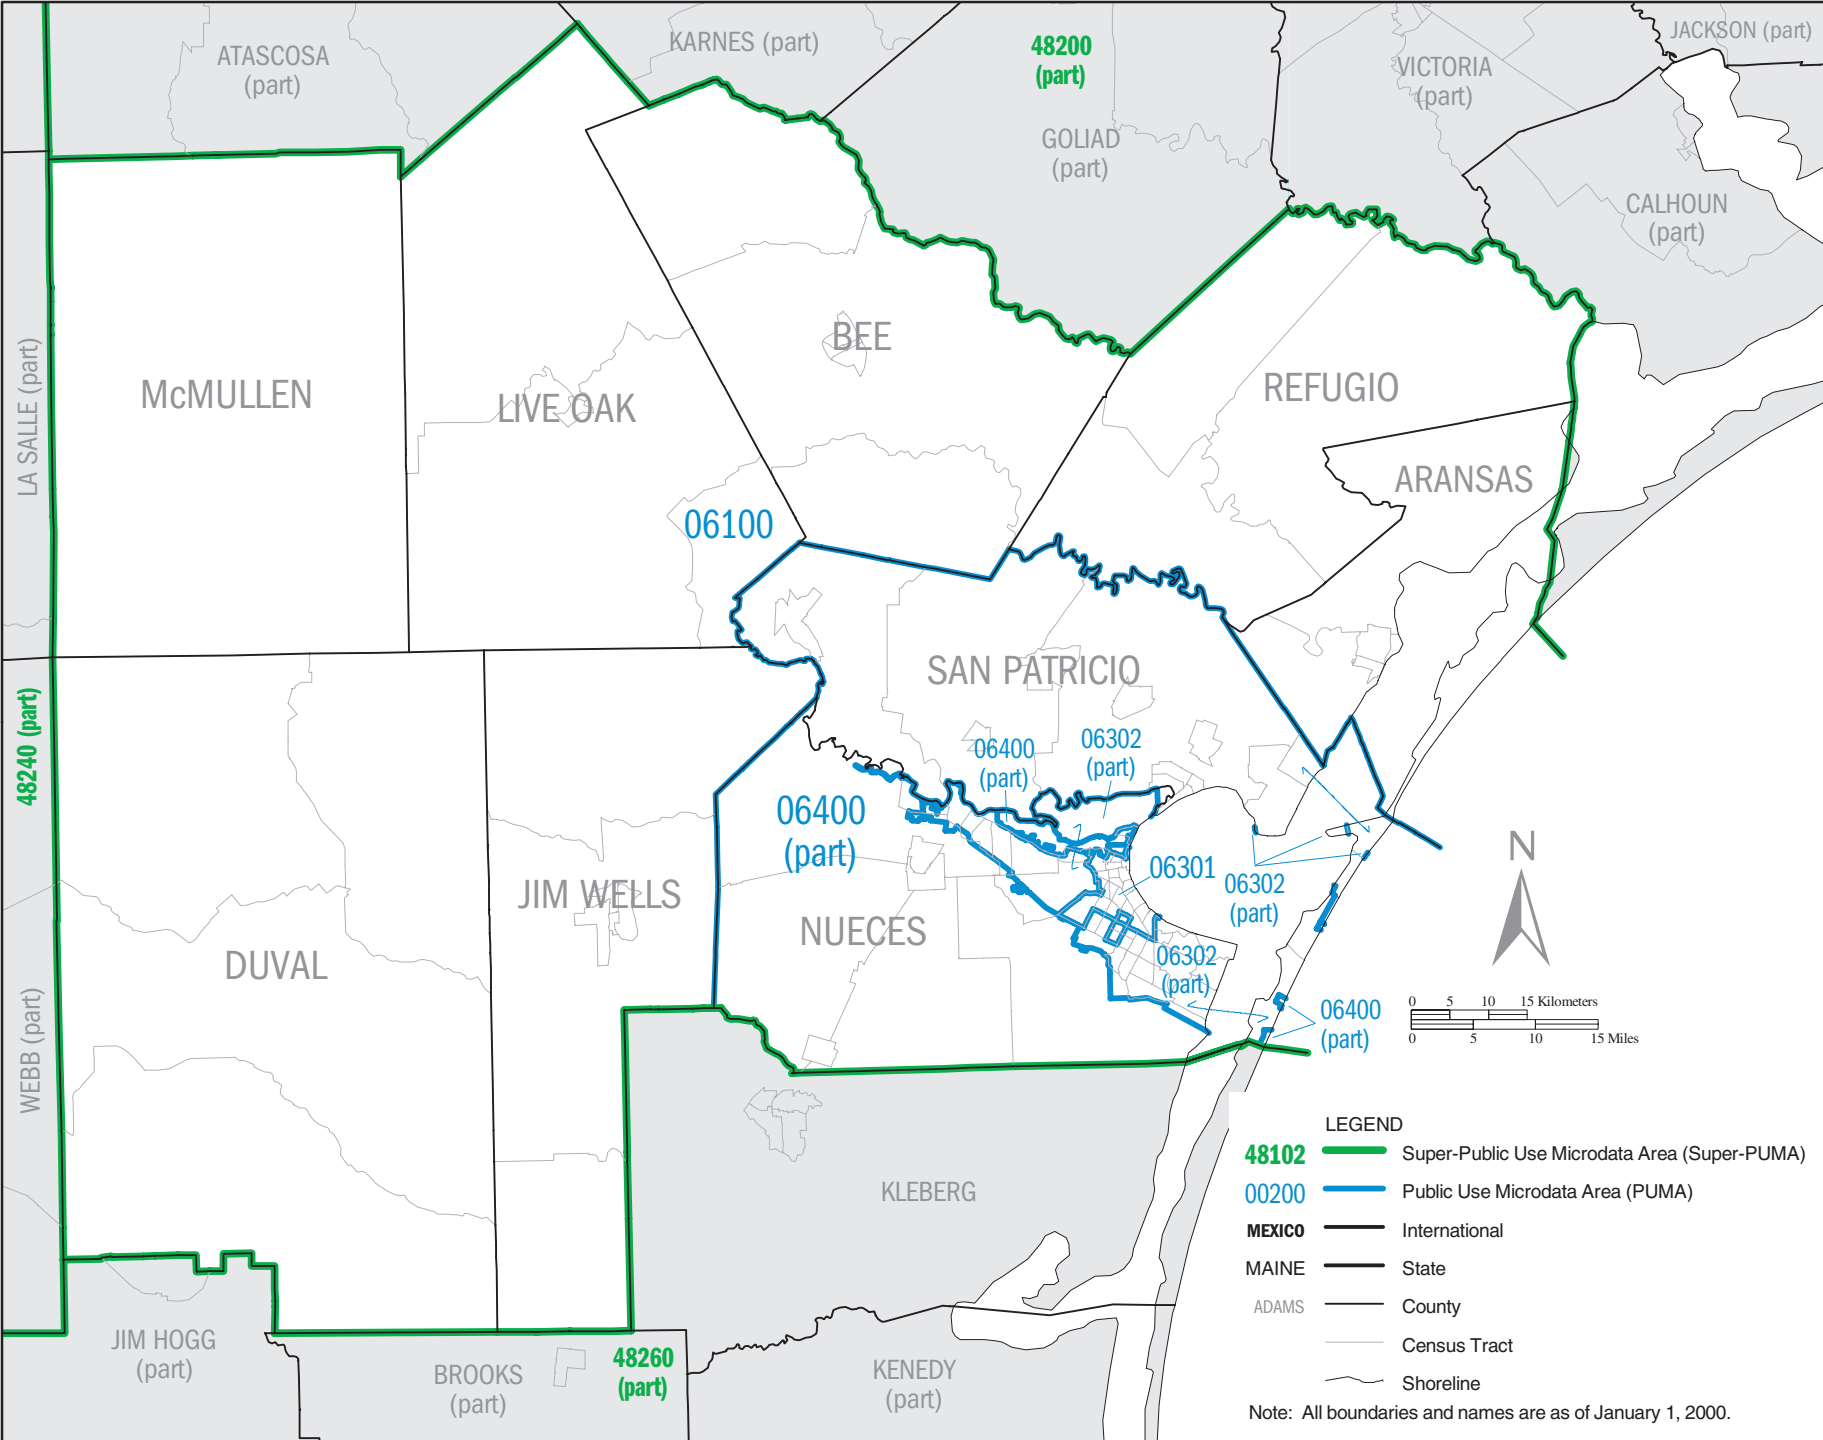 ATASCOSA
(part)
KARNES (part)
48200
(part)
JACKSON (part)
VICTORIA
(part)
GOLIAD
(part)
CALHOUN
(part)
LA SALLE (part)
McMULLEN
LIVE OAK
BEE
REFUGIO
ARANSAS
06100
SAN PATRICIO
48240 (part)
06400
(part)
06302
(part)
06400
(part)
06301
06302
(part)
N
JIM WELLS
NUECES
DUVAL
06302
(part)
WEBB (part)
06400
(part)
0 5 10 15 Kilometers
0 5 10 15 Miles
KLEBERG
LEGEND
48102 Super-Public Use Microdata Area (Super-PUMA)
00200 Public Use Microdata Area (PUMA)
MEXICO International
MAINE State
ADAMS County
Census Tract
Shoreline
Note: All boundaries and names are as of January 1, 2000.
JIM HOGG
(part)
BROOKS
(part)
48260
(part)
KENEDY
(part)